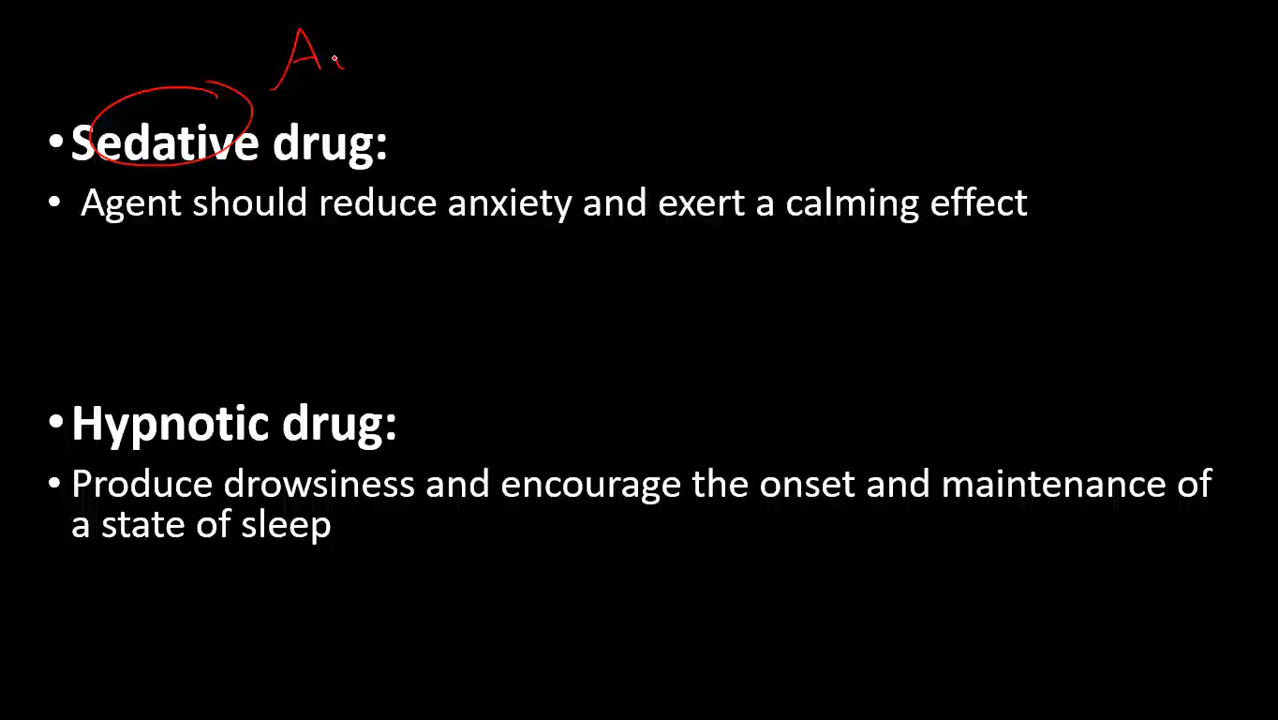 A
•Sedative drug:
• Agent should reduce anxiety and exert a calming effect
•Hypnotic drug:
• Produce drowsiness and encourage the onset and maintenance of
a state of sleep